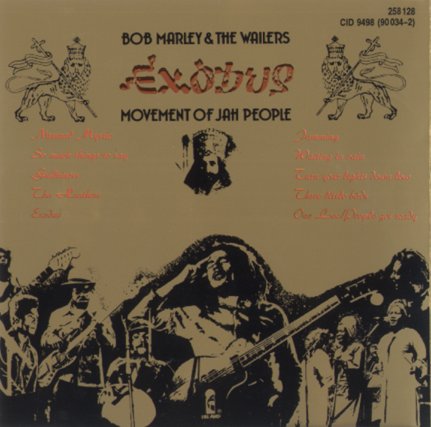 258 128
CID 9498 (90 034-2)
BOB MARLEY & THE WAILERS
Exodus
MOVEMENT OF JAH PEOPLE
Natural Mystic
So much things to say
Guiltiness
The Heathen
Exodus
Jamming
Waiting in vain
Turn your lights down low
Three little birds
One Love/People get ready